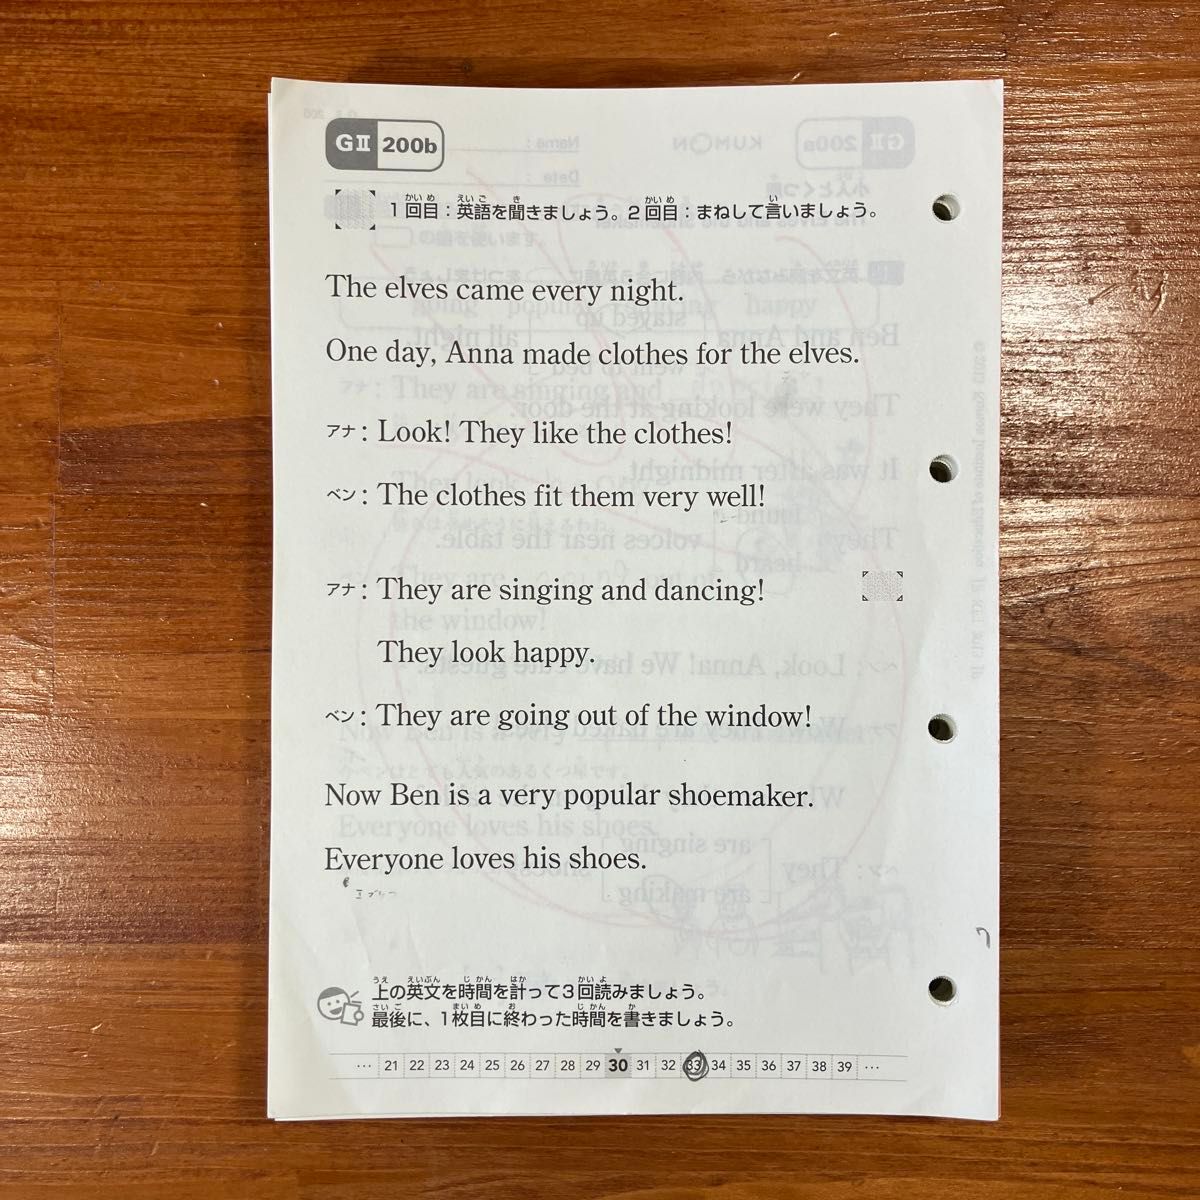 GⅡ 200b
1回目：英語を聞きましょう。2回目：まねして言いましょう。
The elves came every night.
One day, Anna made clothes for the elves.
アナ: Look! They like the clothes!
ベン: The clothes fit them very well!
アナ: They are singing and dancing!
They look happy.
ベン: They are going out of the window!
Now Ben is a very popular shoemaker.
Everyone loves his shoes.
上の英文を時間を計って3回読みましょう。
最後に、1枚目に終わった時間を書きましょう。
… 21 22 23 24 25 26 27 28 29 30 31 32 33 34 35 36 37 38 39 …